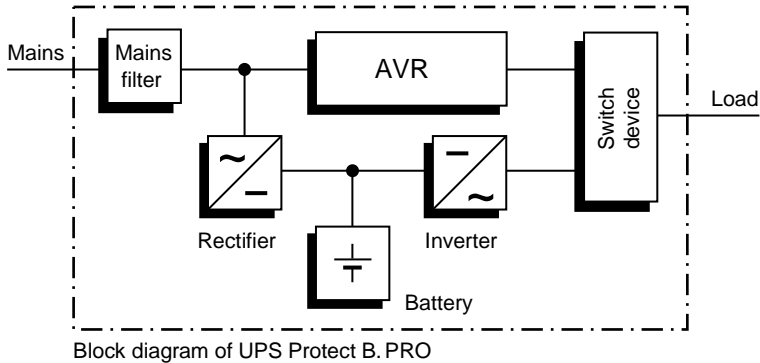 Mains
Mains
filter
AVR
Switch
device
Load
Rectifier
Inverter
Battery
Block diagram of UPS Protect B. PRO